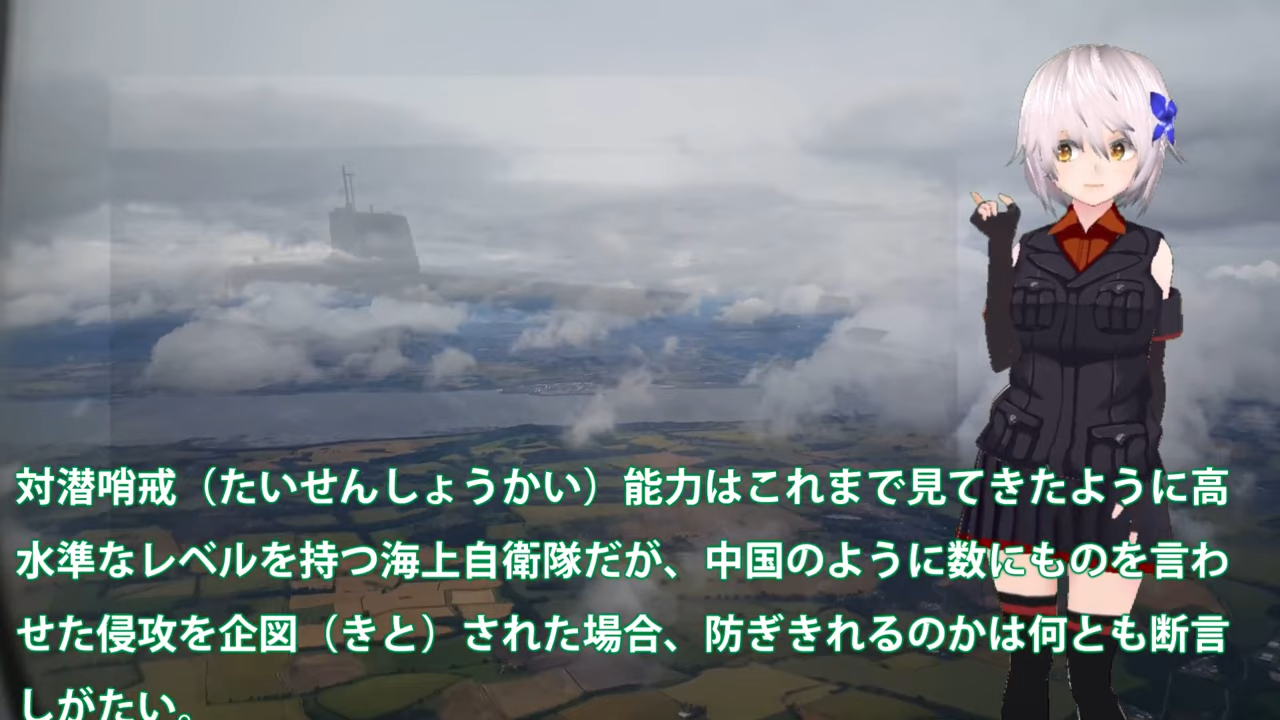 対潜哨戒（たいせんしょうかい）能力はこれまで見てきたように高
水準なレベルを持つ海上自衛隊だが、中国のように数にものを言わ
せた侵攻を企図（きと）された場合、防ぎきれるのかは何とも断言
しがたい。